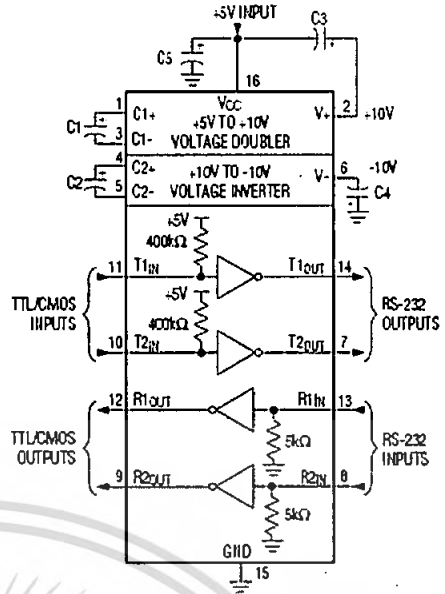 +5V INPUT
C3
C5
16
VCC
+5V TO +10V
VOLTAGE DOUBLER
1
C1+
C1
3
C1-
V+
2
+10V
4
C2+
C2
5
C2-
+10V TO -10V
VOLTAGE INVERTER
V-
6
-10V
C4
+5V
400kΩ
11
T1IN
T1OUT
14
+5V
400kΩ
TTL/CMOS
INPUTS
RS-232
OUTPUTS
10
T2IN
T2OUT
7
12
R1OUT
R1IN
13
5kΩ
TTL/CMOS
OUTPUTS
RS-232
INPUTS
9
R2OUT
R2IN
8
5kΩ
GND
15